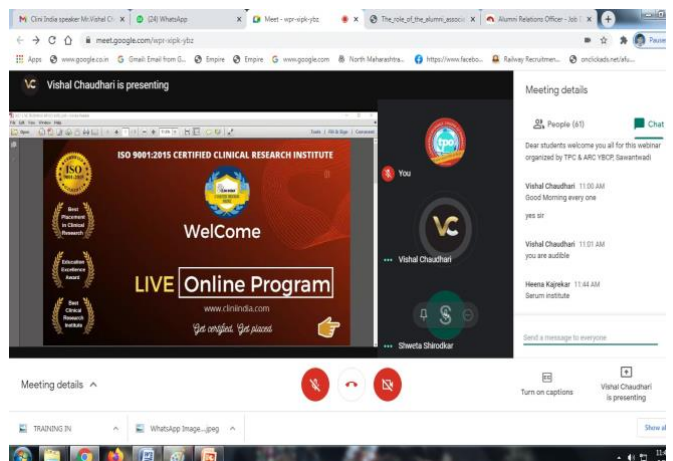 Clini India speaker Mr.Vishal Ch
(24) WhatsApp
Meet - wpr-xipk-ybz
The_role_of_the_alumni_associ
Alumni Relations Officer - Job
meet.google.com/wpr-xipk-ybz
Paused
Apps
www.google.co.in
Gmail: Email from G...
Empire
Empire
www.google.com
North Maharashtra...
https://www.facebo...
Railway Recruitmen...
onclickads.net/afu...
VC Vishal Chaudhari is presenting
ISO 9001:2015 CERTIFIED CLINICAL RESEARCH INSTITUTE
ISO
9001:2015
Best
Placement
in Clinical
Research
Education
Excellence
Award
Best
Clinical
Research
Institute
WelCome
LIVE Online Program
www.cliniindia.com
Get certified, Get placed
tpo
You
VC
Vishal Chaudhari
Shweta Shirodkar
Meeting details
People (61)
Chat
Dear students welcome you all for this webinar
organized by TPC & ARC YBCP, Sawantwadi
Vishal Chaudhari 11:00 AM
Good Morning every one
yes sir
Vishal Chaudhari 11:01 AM
you are audible
Heena Kajrekar 11:44 AM
Serum institute
Send a message to everyone
Meeting details
Turn on captions
Vishal Chaudhari
is presenting
TRAINING IN
WhatsApp Image....jpeg
Show all